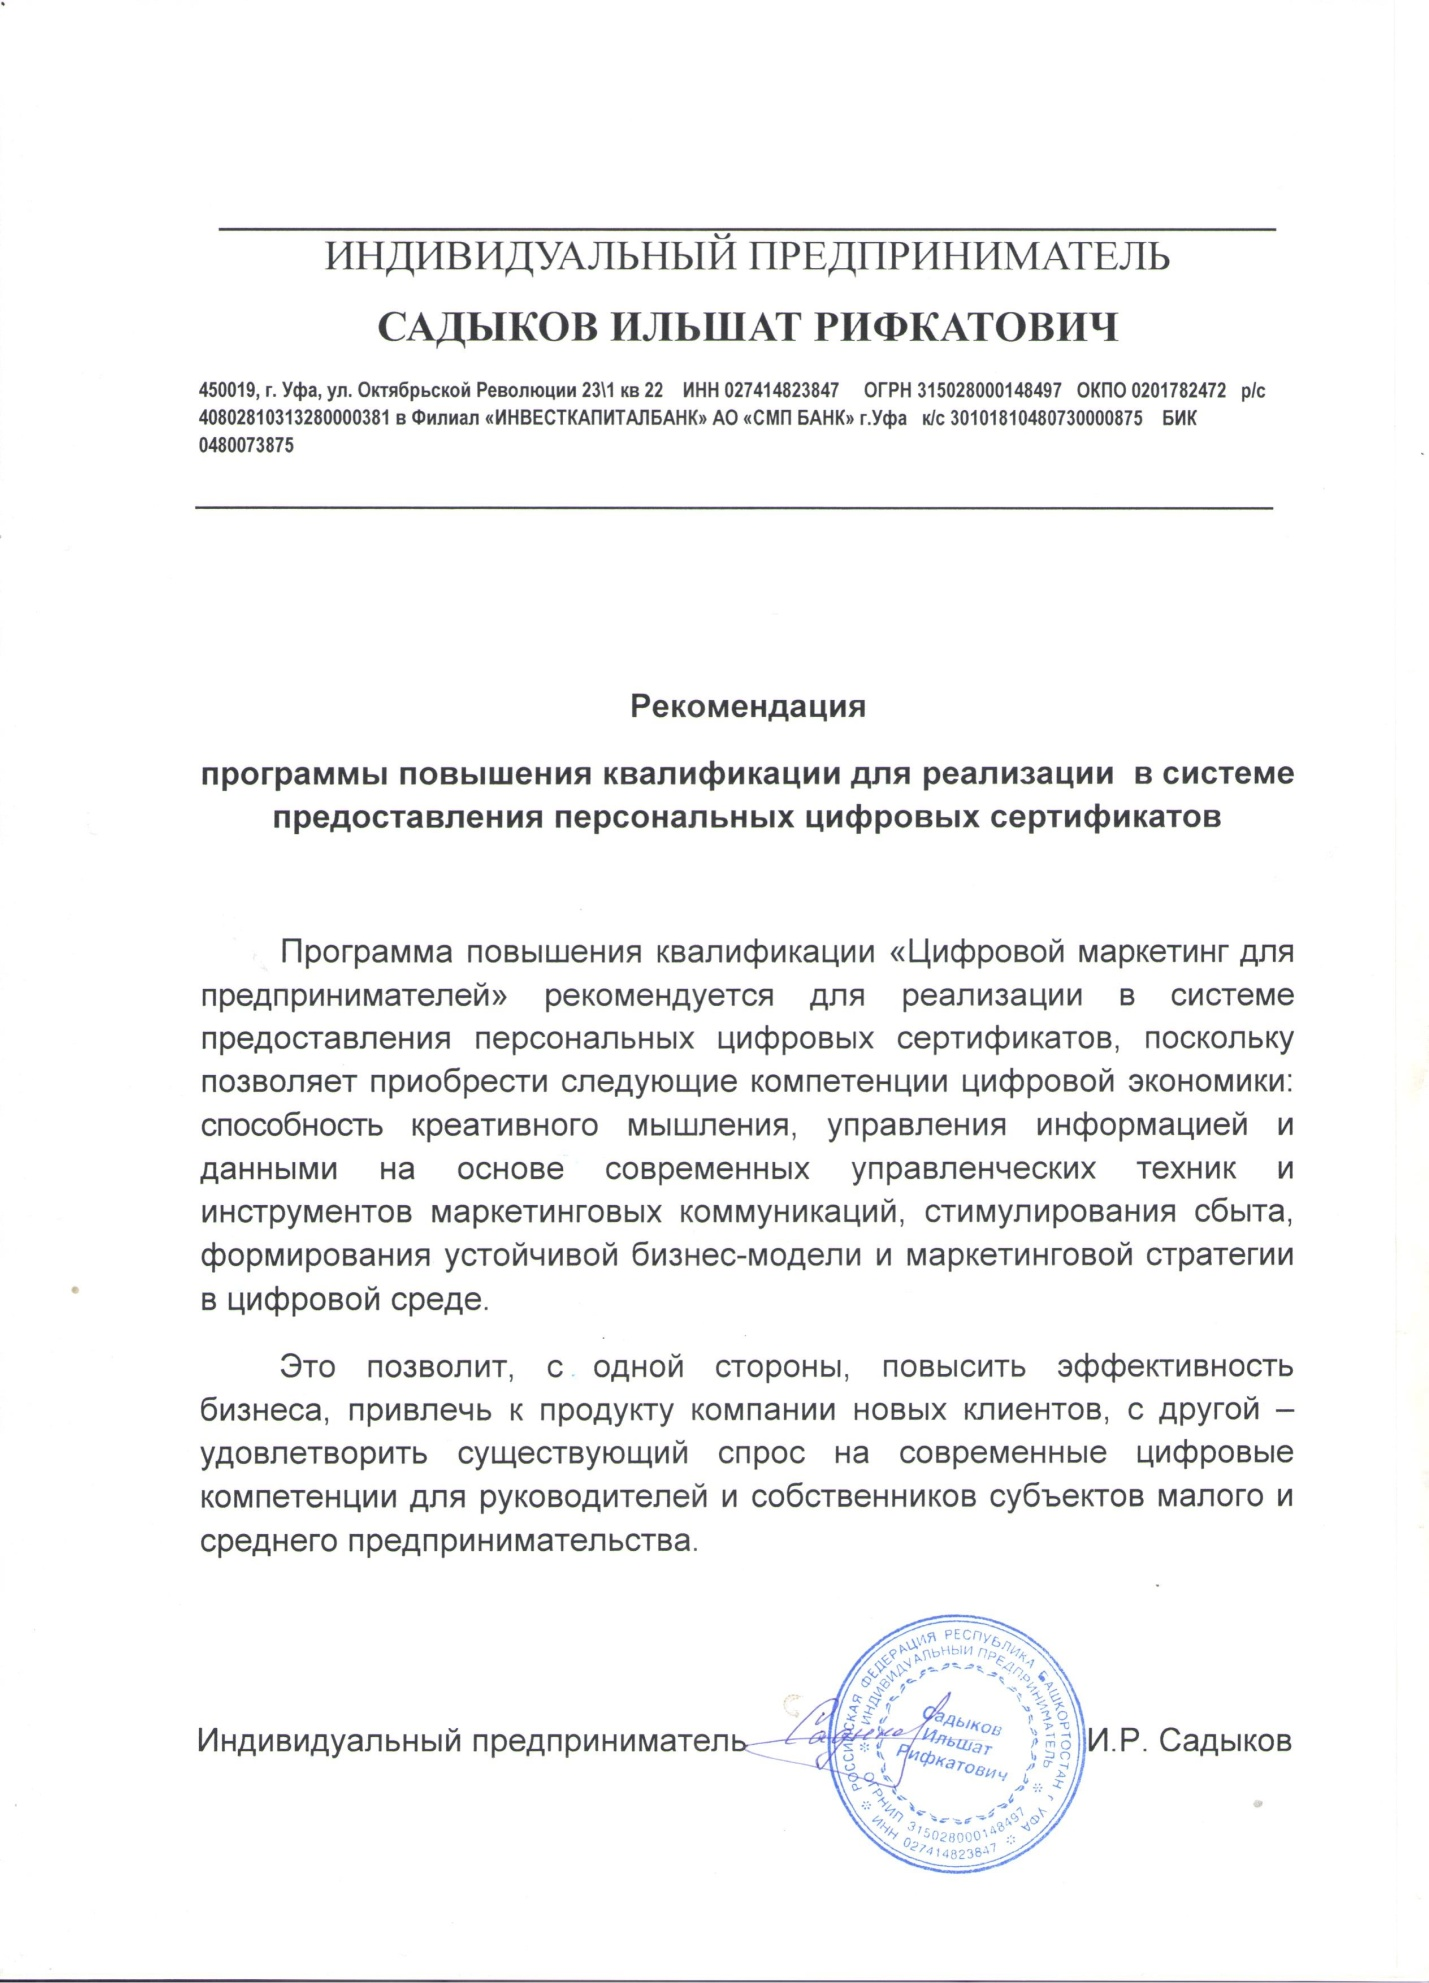 ИНДИВИДУАЛЬНЫЙ ПРЕДПРИНИМАТЕЛЬ
САДЫКОВ ИЛЬШАТ РИФКАТОВИЧ
450019, г. Уфа, ул. Октябрьской Революции 23\1 кв 22 ИНН 027414823847 ОГРН 315028000148497 ОКПО 0201782472 р/с
40802810313280000381 в Филиал «ИНВЕСТКАПИТАЛБАНК» АО «СМП БАНК» г.Уфа к/с 30101810480730000875 БИК
0480073875
Рекомендация
программы повышения квалификации для реализации в системе
предоставления персональных цифровых сертификатов
Программа повышения квалификации «Цифровой маркетинг для
предпринимателей» рекомендуется для реализации в системе
предоставления персональных цифровых сертификатов, поскольку
позволяет приобрести следующие компетенции цифровой экономики:
способность креативного мышления, управления информацией и
данными на основе современных управленческих техник и
инструментов маркетинговых коммуникаций, стимулирования сбыта,
формирования устойчивой бизнес-модели и маркетинговой стратегии
в цифровой среде.
Это позволит, с одной стороны, повысить эффективность
бизнеса, привлечь к продукту компании новых клиентов, с другой –
удовлетворить существующий спрос на современные цифровые
компетенции для руководителей и собственников субъектов малого и
среднего предпринимательства.
Индивидуальный предприниматель И.Р. Садыков
РОССИЙСКАЯ ФЕДЕРАЦИЯ РЕСПУБЛИКА БАШКОРТОСТАН г УФА
ИНДИВИДУАЛЬНЫЙ ПРЕДПРИНИМАТЕЛЬ
Садыков
Ильшат
Рифкатович
ОГРНИП 315028000148497
ИНН 027414823847